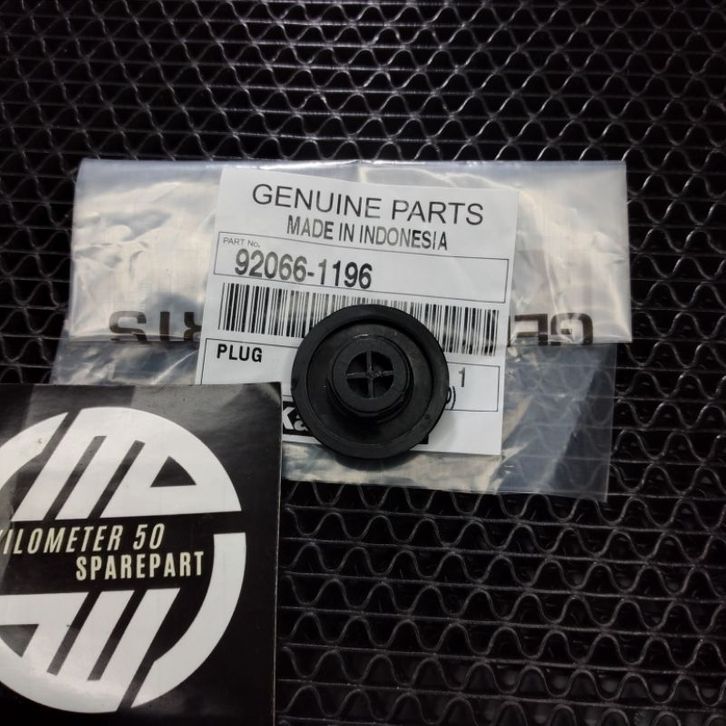 GENUINE PARTS
MADE IN INDONESIA
PART No.
92066-1196
PLUG
1
KILOMETER 50
SPAREPART